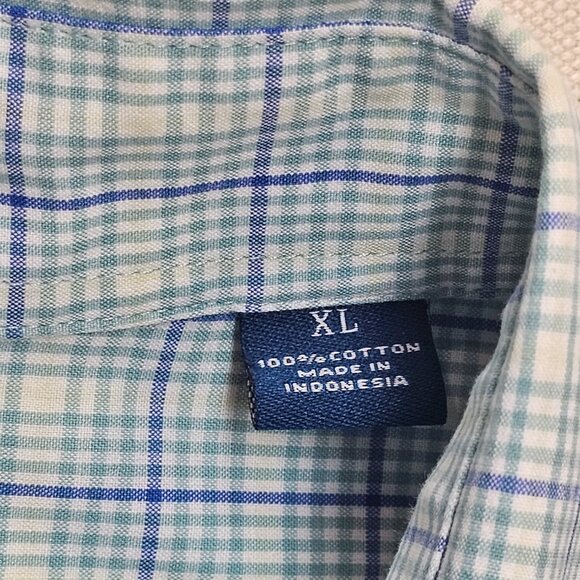 XL
100% COTTON
MADE IN
INDONESIA